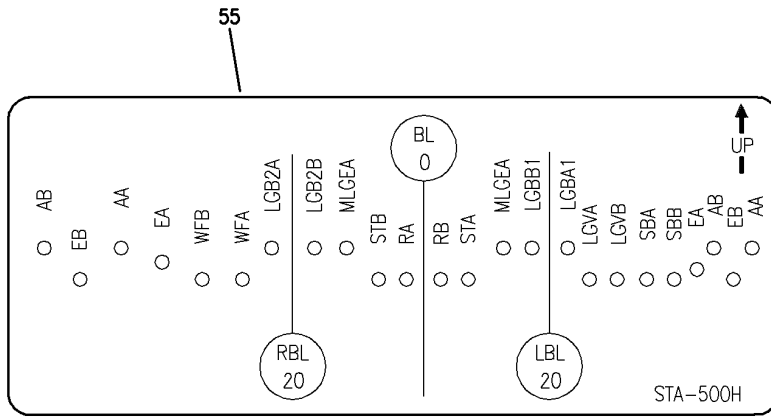 55
BL
0
UP
AB
EB
AA
EA
WFB
WFA
LGB2A
LGB2B
MLGEA
STB
RA
RB
STA
MLGEA
LGBB1
LGBA1
LGVA
LGVB
SBA
SBB
EA
AB
EB
AA
RBL
20
LBL
20
STA-500H